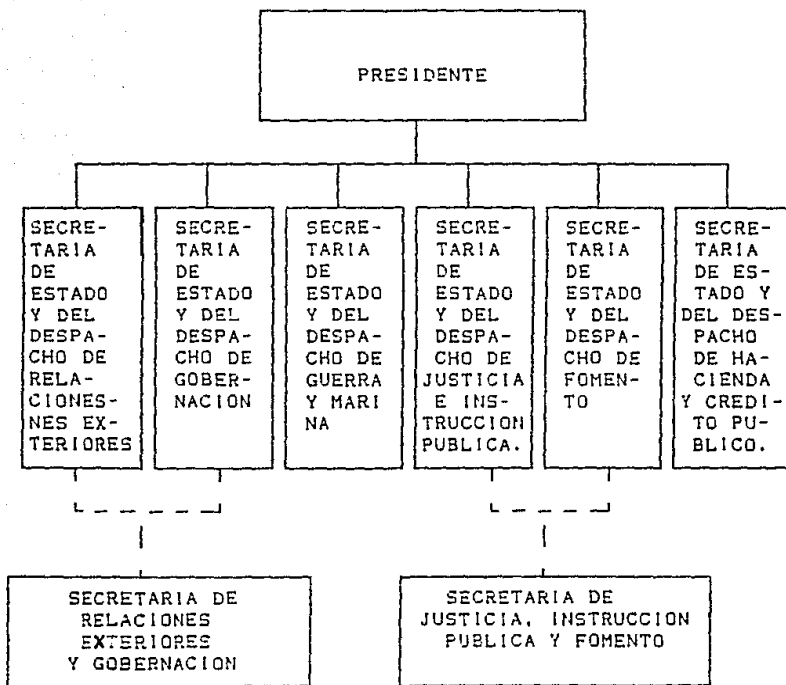 PRESIDENTE
SECRE-
TARIA
DE
ESTADO
Y DEL
DESPA-
CHO DE
RELA-
CIONES-
NES EX-
TERIORES
SECRE-
TARIA
DE
ESTADO
Y DEL
DESPA-
CHO DE
GOBER-
NACION
SECRE-
TARIA
DE
ESTADO
Y DEL
DESPA-
CHO DE
GUERRA
Y MARI
NA
SECRE-
TARIA
DE
ESTADO
Y DEL
DESPA-
CHO DE
JUSTICIA
E INS-
TRUCCION
PUBLICA.
SECRE-
TARIA
DE
ESTADO
Y DEL
DESPA-
CHO DE
FOMEN-
TO
SECRE-
TARIA
DE ES-
TADO Y
DEL DES-
PACHO
DE HA-
CIENDA
Y CREDI-
TO PU-
BLICO.
SECRETARIA DE
RELACIONES
EXTERIORES
Y GOBERNACION
SECRETARIA DE
JUSTICIA, INSTRUCCION
PUBLICA Y FOMENTO